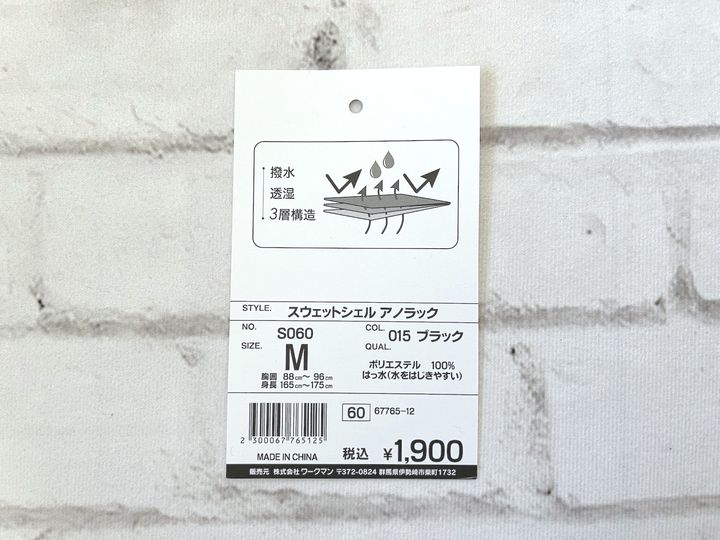 撥水
透湿
3層構造
STYLE. スウェットシェル アノラック
NO. S060 COL. 015 ブラック
SIZE. M QUAL.
胸囲 88cm〜 96cm
身長 165cm〜175cm
ポリエステル 100%
はっ水(水をはじきやすい)
60 67765-12
2 300067 765125
MADE IN CHINA 税込 ¥1,900
販売元 株式会社 ワークマン 〒372-0824 群馬県伊勢崎市柴町1732